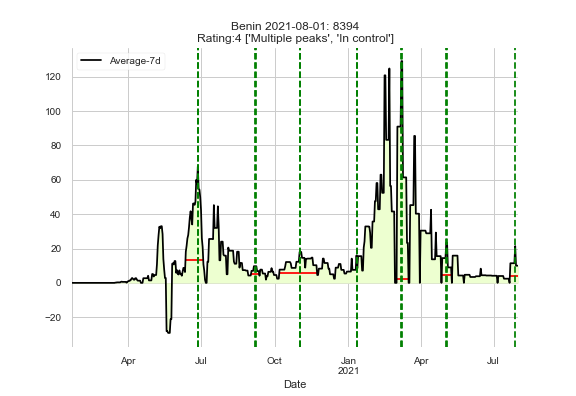 Benin 2021-08-01: 8394
Rating:4 ['Multiple peaks', 'In control']
Average-7d
120
100
80
60
40
20
0
−20
Apr
Jul
Oct
Jan
2021
Apr
Jul
Date